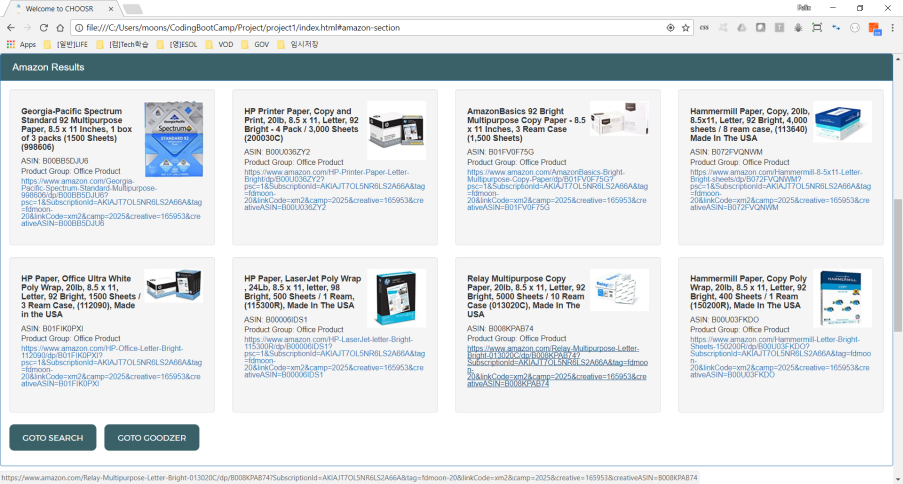 Welcome to CHOOSR
file:///C:/Users/moons/CodingBootCamp/Project/project1/index.html#amazon-section
Apps [일반]LIFE [컴]Tech학습 [영]ESOL VOD GOV 임시저장
Amazon Results
Georgia-Pacific Spectrum
Standard 92 Multipurpose
Paper, 8.5 x 11 Inches, 1 box
of 3 packs (1500 Sheets)
(998606)
ASIN: B00BB5DJU6
Product Group: Office Product
https://www.amazon.com/Georgia-
Pacific-Spectrum-Standard-Multipurpose-
998606/dp/B00BB5DJU6?
psc=1&SubscriptionId=AKIAJT7OL5NR6LS2A66A&tag
=fdmoon-
20&linkCode=xm2&camp=2025&creative=165953&cre
ativeASIN=B00BB5DJU6
HP Printer Paper, Copy and
Print, 20lb, 8.5 x 11, Letter, 92
Bright - 4 Pack / 3,000 Sheets
(200030C)
ASIN: B00U036ZY2
Product Group: Office Product
https://www.amazon.com/HP-Printer-Paper-Letter-
Bright/dp/B00U036ZY2?
psc=1&SubscriptionId=AKIAJT7OL5NR6LS2A66A&tag
=fdmoon-
20&linkCode=xm2&camp=2025&creative=165953&cre
ativeASIN=B00U036ZY2
AmazonBasics 92 Bright
Multipurpose Copy Paper - 8.5
x 11 Inches, 3 Ream Case
(1,500 Sheets)
ASIN: B01FV0F75G
Product Group: Office Product
https://www.amazon.com/AmazonBasics-Bright-
Multipurpose-Copy-Paper/dp/B01FV0F75G?
psc=1&SubscriptionId=AKIAJT7OL5NR6LS2A66A&tag
=fdmoon-
20&linkCode=xm2&camp=2025&creative=165953&cre
ativeASIN=B01FV0F75G
Hammermill Paper, Copy, 20lb,
8.5x11, Letter, 92 Bright, 4,000
sheets / 8 ream case, (113640)
Made In The USA
ASIN: B072FVQNWM
Product Group: Office Product
https://www.amazon.com/Hammermill-8-5x11-Letter-
Bright-sheets/dp/B072FVQNWM?
psc=1&SubscriptionId=AKIAJT7OL5NR6LS2A66A&tag
=fdmoon-
20&linkCode=xm2&camp=2025&creative=165953&cre
ativeASIN=B072FVQNWM
HP Paper, Office Ultra White
Poly Wrap, 20lb, 8.5 x 11,
Letter, 92 Bright, 1500 Sheets /
3 Ream Case, (112090), Made
in the USA
ASIN: B01FIK0PXI
Product Group: Office Product
https://www.amazon.com/HP-Office-Letter-Bright-
112090/dp/B01FIK0PXI?
psc=1&SubscriptionId=AKIAJT7OL5NR6LS2A66A&tag
=fdmoon-
20&linkCode=xm2&camp=2025&creative=165953&cre
ativeASIN=B01FIK0PXI
HP Paper, LaserJet Poly Wrap
, 24Lb, 8.5 x 11, Letter, 98
Bright, 500 Sheets / 1 Ream,
(115300R), Made In The USA
ASIN: B00006IDS1
Product Group: Office Product
https://www.amazon.com/HP-LaserJet-letter-Bright-
115300R/dp/B00006IDS1?
psc=1&SubscriptionId=AKIAJT7OL5NR6LS2A66A&tag
=fdmoon-
20&linkCode=xm2&camp=2025&creative=165953&cre
ativeASIN=B00006IDS1
Relay Multipurpose Copy
Paper, 20lb, 8.5 x 11, Letter, 92
Bright, 5000 Sheets / 10 Ream
Case (013020C), Made In The
USA
ASIN: B008KPAB74
Product Group: Office Product
https://www.amazon.com/Relay-Multipurpose-Letter-
Bright-013020C/dp/B008KPAB74?
SubscriptionId=AKIAJT7OL5NR6LS2A66A&tag=fdmoo
n-
20&linkCode=xm2&camp=2025&creative=165953&cre
ativeASIN=B008KPAB74
Hammermill Paper, Copy Poly
Wrap, 20lb, 8.5 x 11, Letter, 92
Bright, 400 Sheets / 1 Ream
(150200R), Made In The USA
ASIN: B00U03FKDO
Product Group: Office Product
https://www.amazon.com/Hammermill-Letter-Bright-
Sheets-150200R/dp/B00U03FKDO?
SubscriptionId=AKIAJT7OL5NR6LS2A66A&tag=fdmoo
n-
20&linkCode=xm2&camp=2025&creative=165953&cre
ativeASIN=B00U03FKDO
GOTO SEARCH GOTO GOODZER
https://www.amazon.com/Relay-Multipurpose-Letter-Bright-013020C/dp/B008KPAB74?SubscriptionId=AKIAJT7OL5NR6LS2A66A&tag=fdmoon-20&linkCode=xm2&camp=2025&creative=165953&creativeASIN=B008KPAB74